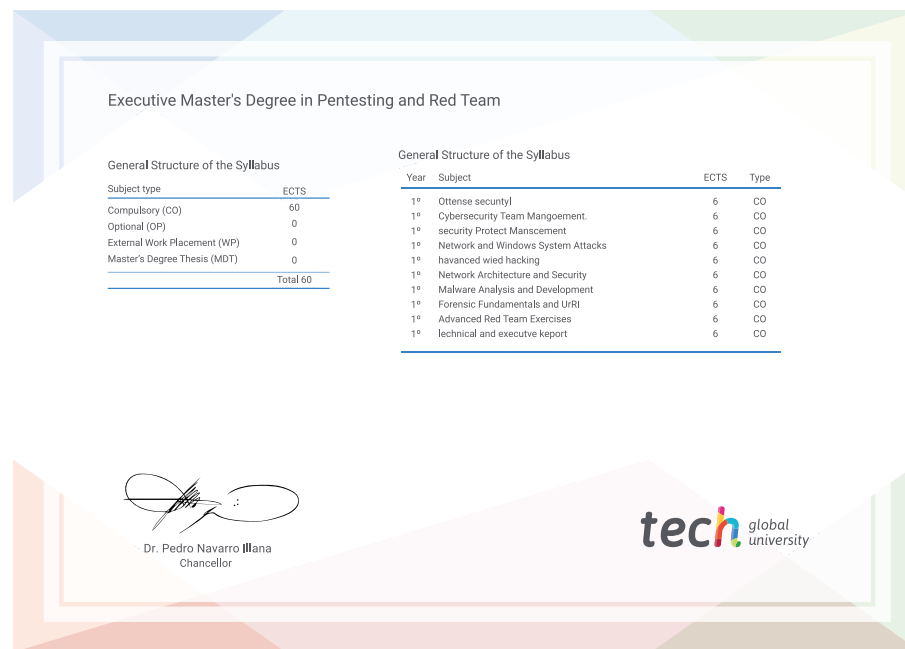 Executive Master's Degree in Pentesting and Red Team
General Structure of the Syllabus
Subject type ECTS
Compulsory (CO) 60
Optional (OP) 0
External Work Placement (WP) 0
Master's Degree Thesis (MDT) 0
Total 60
General Structure of the Syllabus
Year Subject ECTS Type
1º Ottense secuntyl 6 CO
1º Cybersecurity Team Mangoement. 6 CO
1º security Protect Manscement 6 CO
1º Network and Windows System Attacks 6 CO
1º havanced wied hacking 6 CO
1º Network Architecture and Security 6 CO
1º Malware Analysis and Development 6 CO
1º Forensic Fundamentals and UrRI 6 CO
1º Advanced Red Team Exercises 6 CO
1º lechnical and executve keport 6 CO
Dr. Pedro Navarro Illana
Chancellor
tech global
university